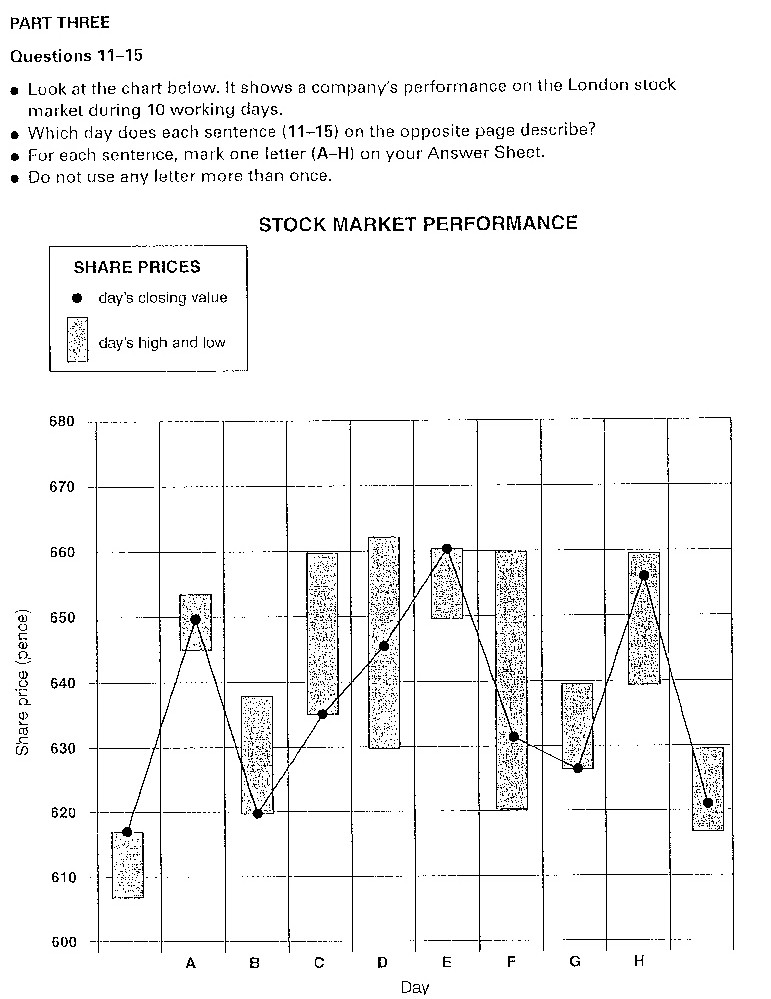 PART THREE
Questions 11–15
• Look at the chart below. It shows a company's performance on the London stock
market during 10 working days.
• Which day does each sentence (11–15) on the opposite page describe?
• For each sentence, mark one letter (A–H) on your Answer Sheet.
• Do not use any letter more than once.
STOCK MARKET PERFORMANCE
SHARE PRICES
day's closing value
day's high and low
680
670
660
650
640
630
620
610
600
Share price (pence)
A B C D E F G H
Day